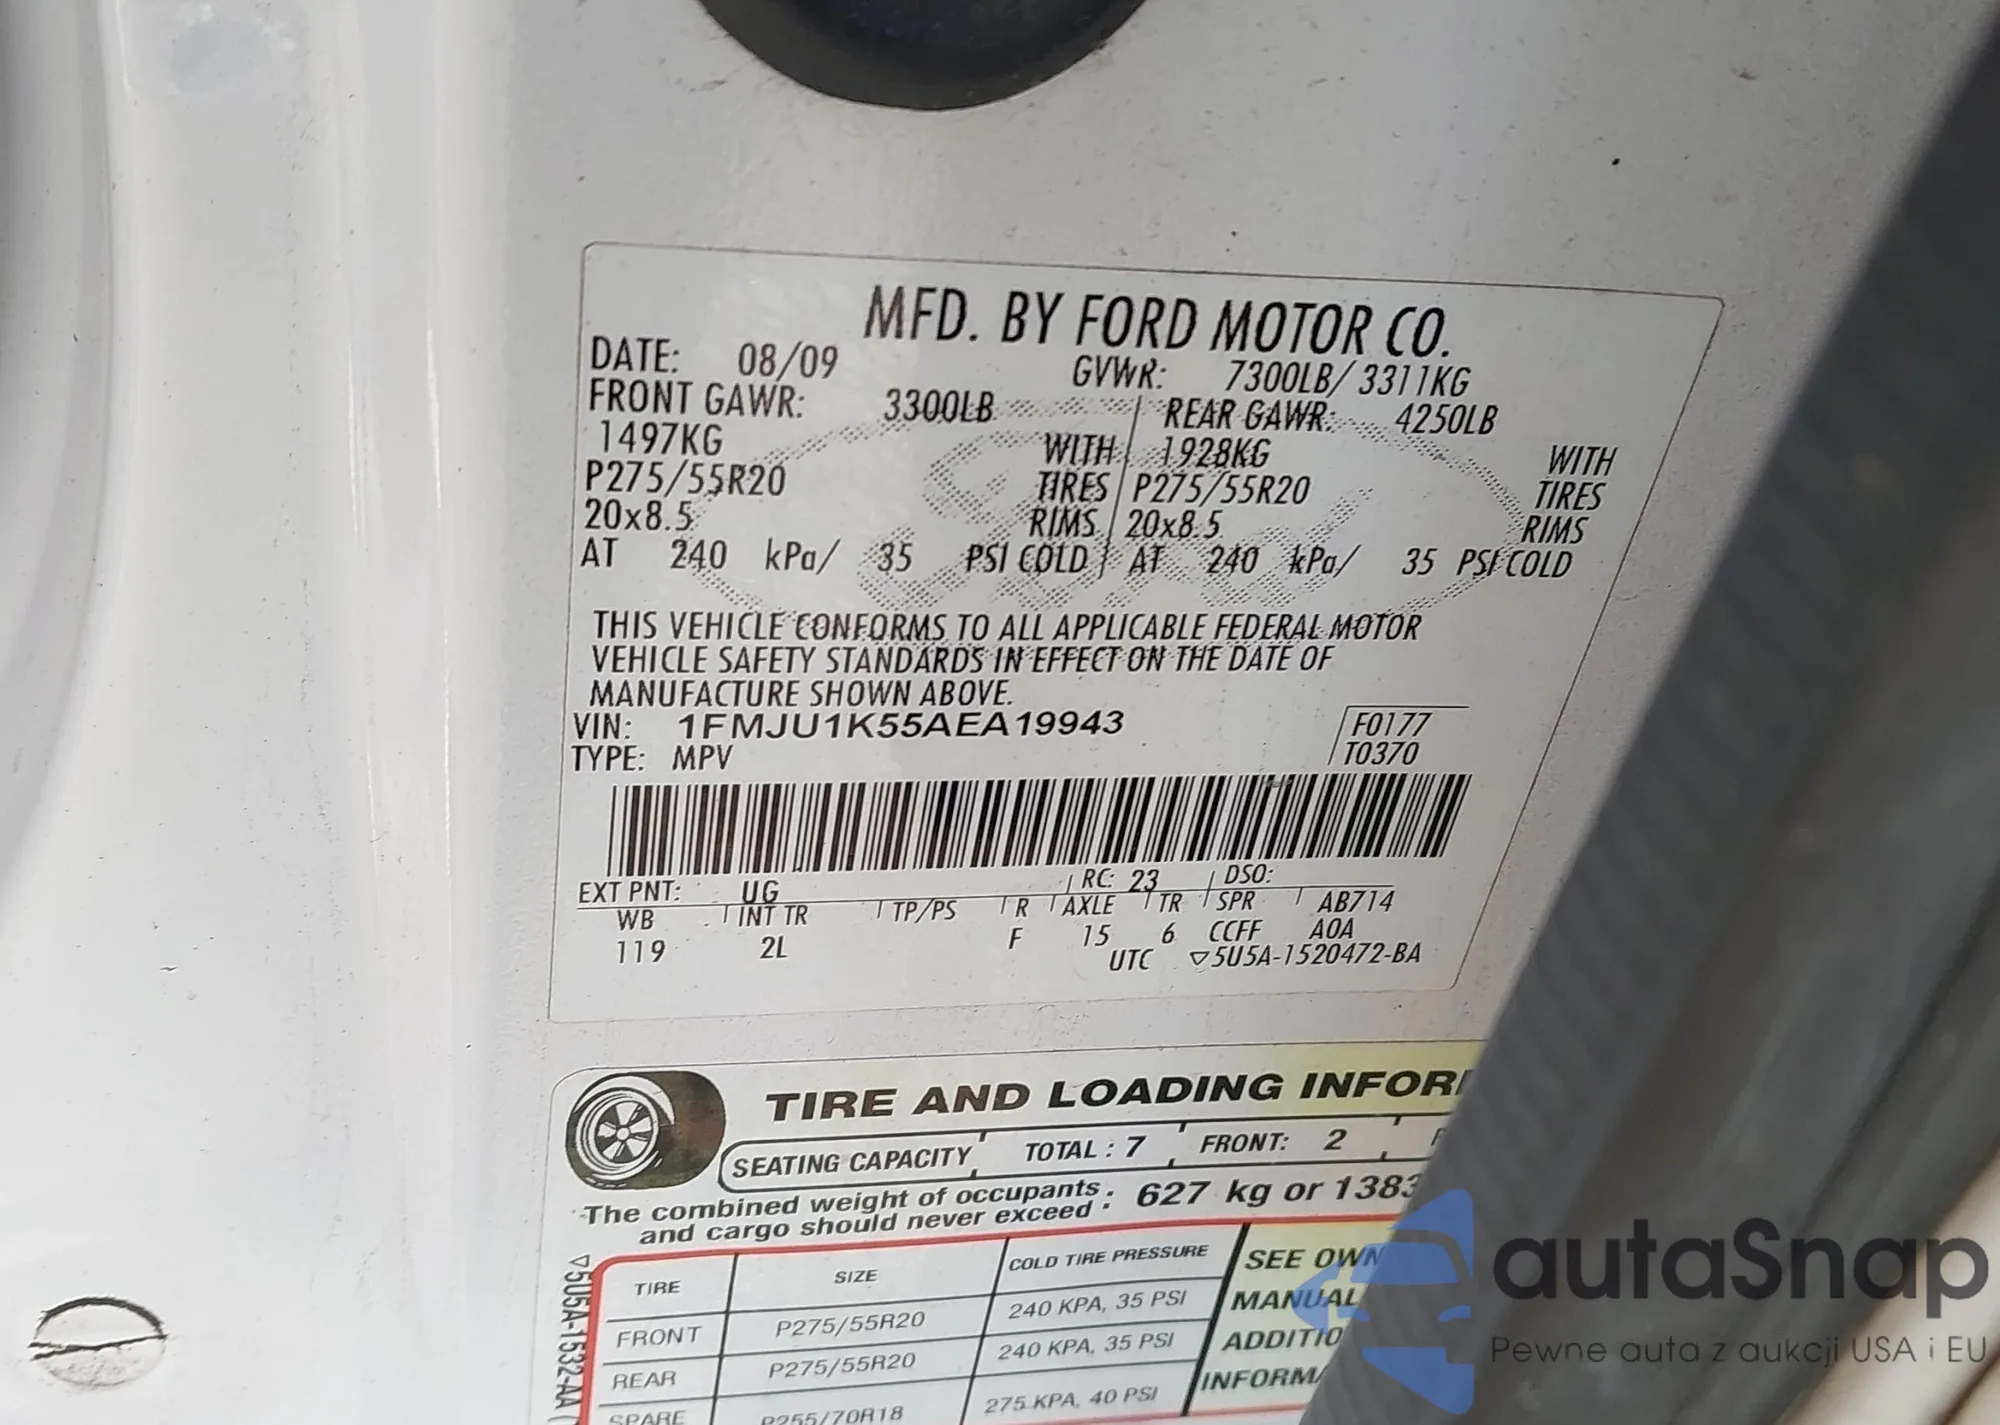 MFD. BY FORD MOTOR CO.
DATE: 08/09 GVWR: 7300LB/ 3311KG
FRONT GAWR: 3300LB REAR GAWR: 4250LB
1497KG WITH 1928KG WITH
P275/55R20 TIRES P275/55R20 TIRES
20x8.5 RIMS 20x8.5 RIMS
AT 240 kPa/ 35 PSI COLD AT 240 kPa/ 35 PSI COLD
THIS VEHICLE CONFORMS TO ALL APPLICABLE FEDERAL MOTOR
VEHICLE SAFETY STANDARDS IN EFFECT ON THE DATE OF
MANUFACTURE SHOWN ABOVE.
VIN: 1FMJU1K55AEA19943 F0177
TYPE: MPV T0370
EXT PNT: UG RC: 23 DSO:
WB INT TR TP/PS R AXLE TR SPR AB714
119 2L F 15 6 CCFF A0A
UTC ▽5U5A-1520472-BA
TIRE AND LOADING INFOR
SEATING CAPACITY TOTAL : 7 FRONT: 2
The combined weight of occupants : 627 kg or 1383
and cargo should never exceed :
TIRE SIZE COLD TIRE PRESSURE SEE OWN
FRONT P275/55R20 240 KPA, 35 PSI MANUAL
REAR P275/55R20 240 KPA, 35 PSI ADDITIO
SPARE P255/70R18 275 KPA, 40 PSI INFORMA
▽5U5A-1532-AA
autoSnap
Pewne auta z aukcji USA i EU